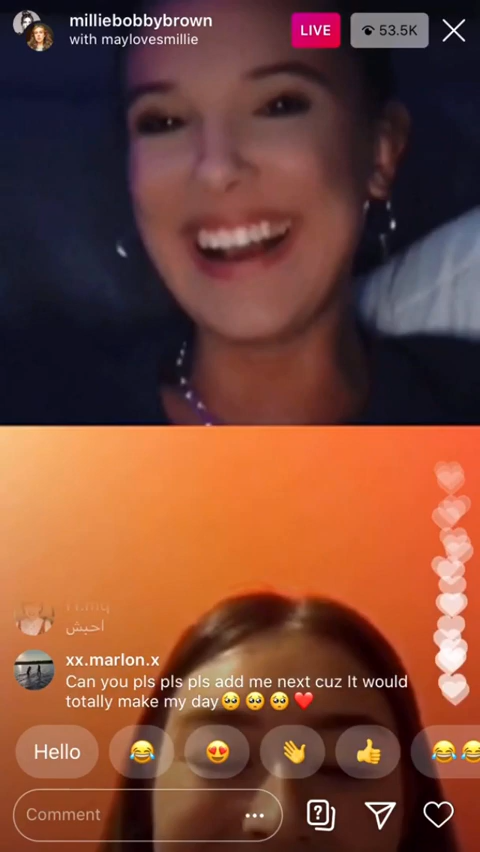 milliebobbybrown
with maylovesmillie
LIVE
53.5K
احبش
xx.marlon.x
Can you pls pls pls add me next cuz It would
totally make my day🥺🥺🥺❤️
Hello
Comment